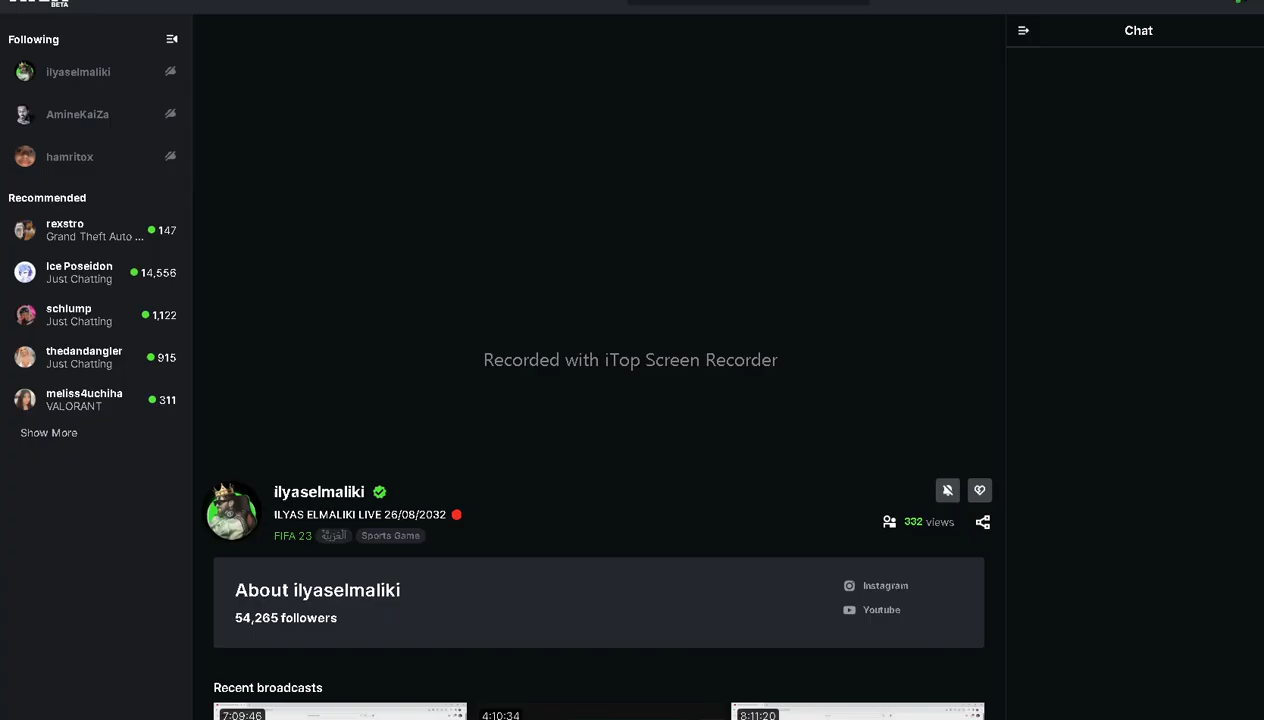 BETA
Following
Chat
ilyaselmaliki
AmineKaiZa
hamritox
Recommended
rexstro
Grand Theft Auto ...
147
Ice Poseidon
Just Chatting
14,556
schlump
Just Chatting
1,122
thedandangler
Just Chatting
915
meliss4uchiha
VALORANT
311
Show More
Recorded with iTop Screen Recorder
ilyaselmaliki
ILYAS ELMALIKI LIVE 26/08/2032
FIFA 23
Sports Game
332 views
About ilyaselmaliki
54,265 followers
Instagram
Youtube
Recent broadcasts
7:09:46
4:10:34
8:11:20